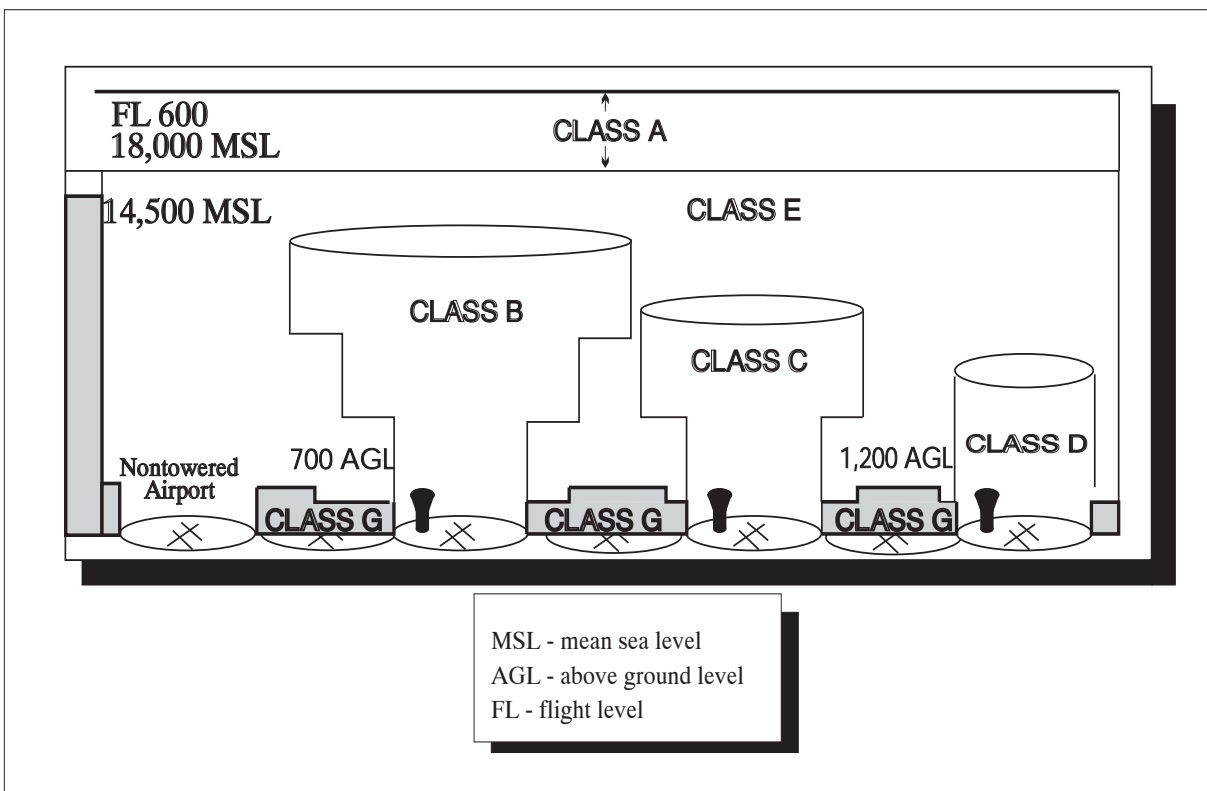 FL 600
18,000 MSL
CLASS A
14,500 MSL
CLASS E
CLASS B
CLASS C
CLASS D
Nontowered
Airport
700 AGL
1,200 AGL
CLASS G
CLASS G
CLASS G
MSL - mean sea level
AGL - above ground level
FL - flight level